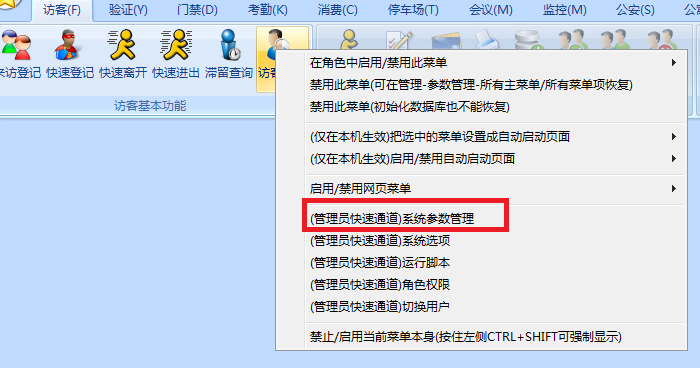 访客(F) 验证(Y) 门禁(D) 考勤(K) 消费(C) 停车场(T) 会议(M) 监控(M) 公安(S)
来访登记 快速登记 快速离开 快速进出 滞留查询 访客
访客基本功能
在角色中启用/禁用此菜单
禁用此菜单(可在管理-参数管理-所有主菜单/所有菜单项恢复)
禁用此菜单(初始化数据库也不能恢复)
(仅在本机生效)把选中的菜单设置成自动启动页面
(仅在本机生效)启用/禁用自动启动页面
启用/禁用网页菜单
(管理员快速通道)系统参数管理
(管理员快速通道)系统选项
(管理员快速通道)运行脚本
(管理员快速通道)角色权限
(管理员快速通道)切换用户
禁止/启用当前菜单本身(按住左侧CTRL+SHIFT可强制显示)